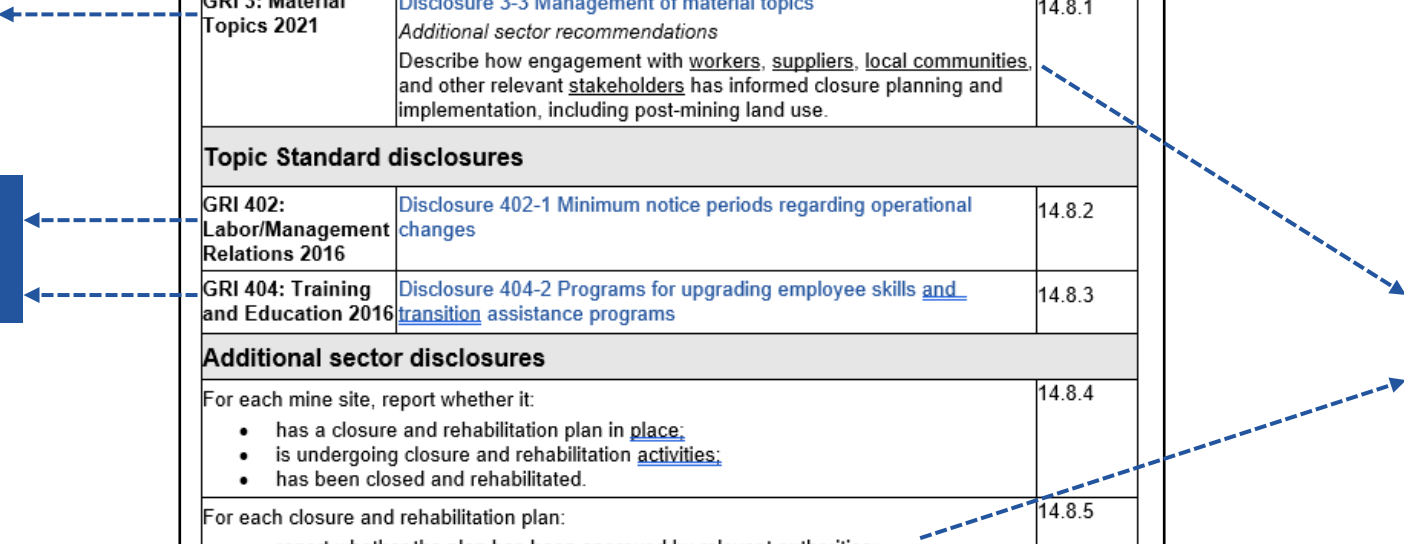 GRI 3: Material
Topics 2021
Disclosure 3-3 Management of material topics
14.8.1
Additional sector recommendations
Describe how engagement with workers, suppliers, local communities,
and other relevant stakeholders has informed closure planning and
implementation, including post-mining land use.
Topic Standard disclosures
GRI 402:
Labor/Management
Relations 2016
Disclosure 402-1 Minimum notice periods regarding operational
changes
14.8.2
GRI 404: Training
and Education 2016
Disclosure 404-2 Programs for upgrading employee skills and
transition assistance programs
14.8.3
Additional sector disclosures
For each mine site, report whether it:
14.8.4
• has a closure and rehabilitation plan in place;
• is undergoing closure and rehabilitation activities;
• has been closed and rehabilitated.
For each closure and rehabilitation plan:
14.8.5